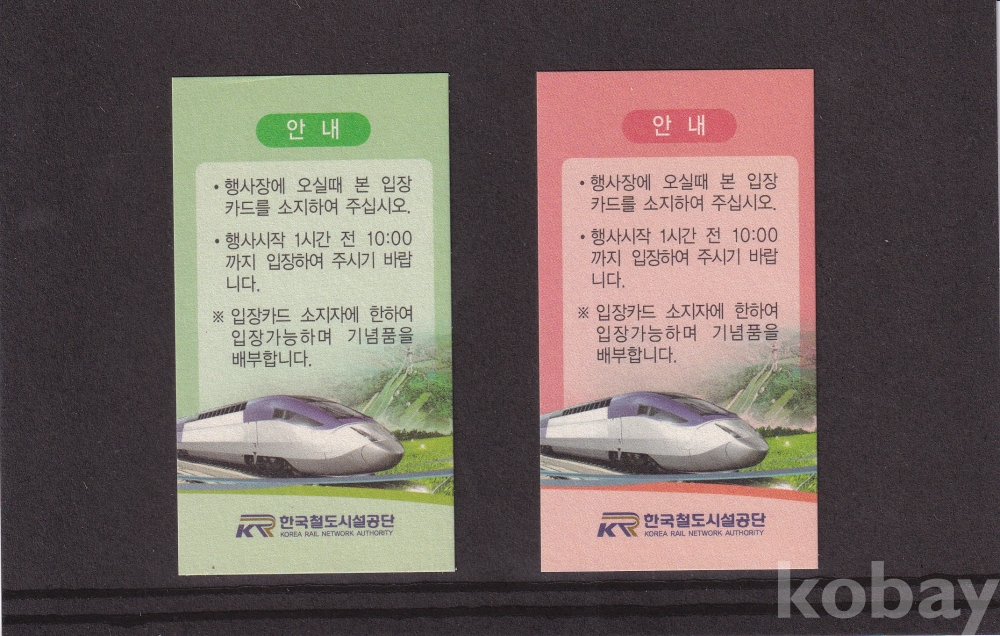 안 내
• 행사장에 오실때 본 입장
카드를 소지하여 주십시오.
• 행사시작 1시간 전 10:00
까지 입장하여 주시기 바랍
니다.
※ 입장카드 소지자에 한하여
입장가능하며 기념품을
배부합니다.
KR 한국철도시설공단
KOREA RAIL NETWORK AUTHORITY
안 내
• 행사장에 오실때 본 입장
카드를 소지하여 주십시오.
• 행사시작 1시간 전 10:00
까지 입장하여 주시기 바랍
니다.
※ 입장카드 소지자에 한하여
입장가능하며 기념품을
배부합니다.
KR 한국철도시설공단
KOREA RAIL NETWORK AUTHORITY
kobay